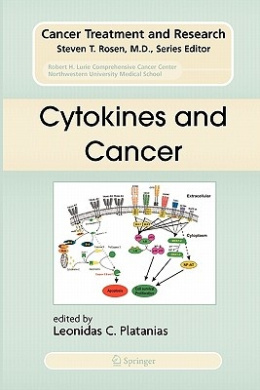 Cancer Treatment and Research
Steven T. Rosen, M.D., Series Editor
Robert H. Lurie Comprehensive Cancer Center
Northwestern University Medical School
Cytokines and
Cancer
Extracellular
Cytoplasm
Apoptosis
edited by
Leonidas C. Platanias
Springer